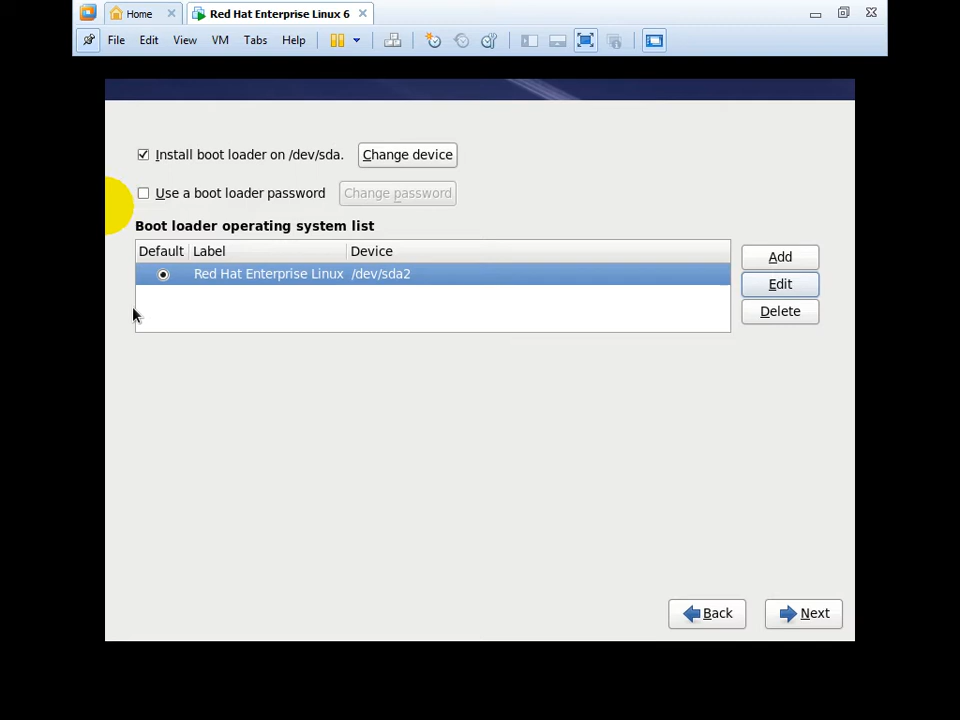 Home
Red Hat Enterprise Linux 6
File Edit View VM Tabs Help
Install boot loader on /dev/sda. Change device
Use a boot loader password Change password
Boot loader operating system list
Default Label Device
Red Hat Enterprise Linux /dev/sda2
Add
Edit
Delete
Back Next